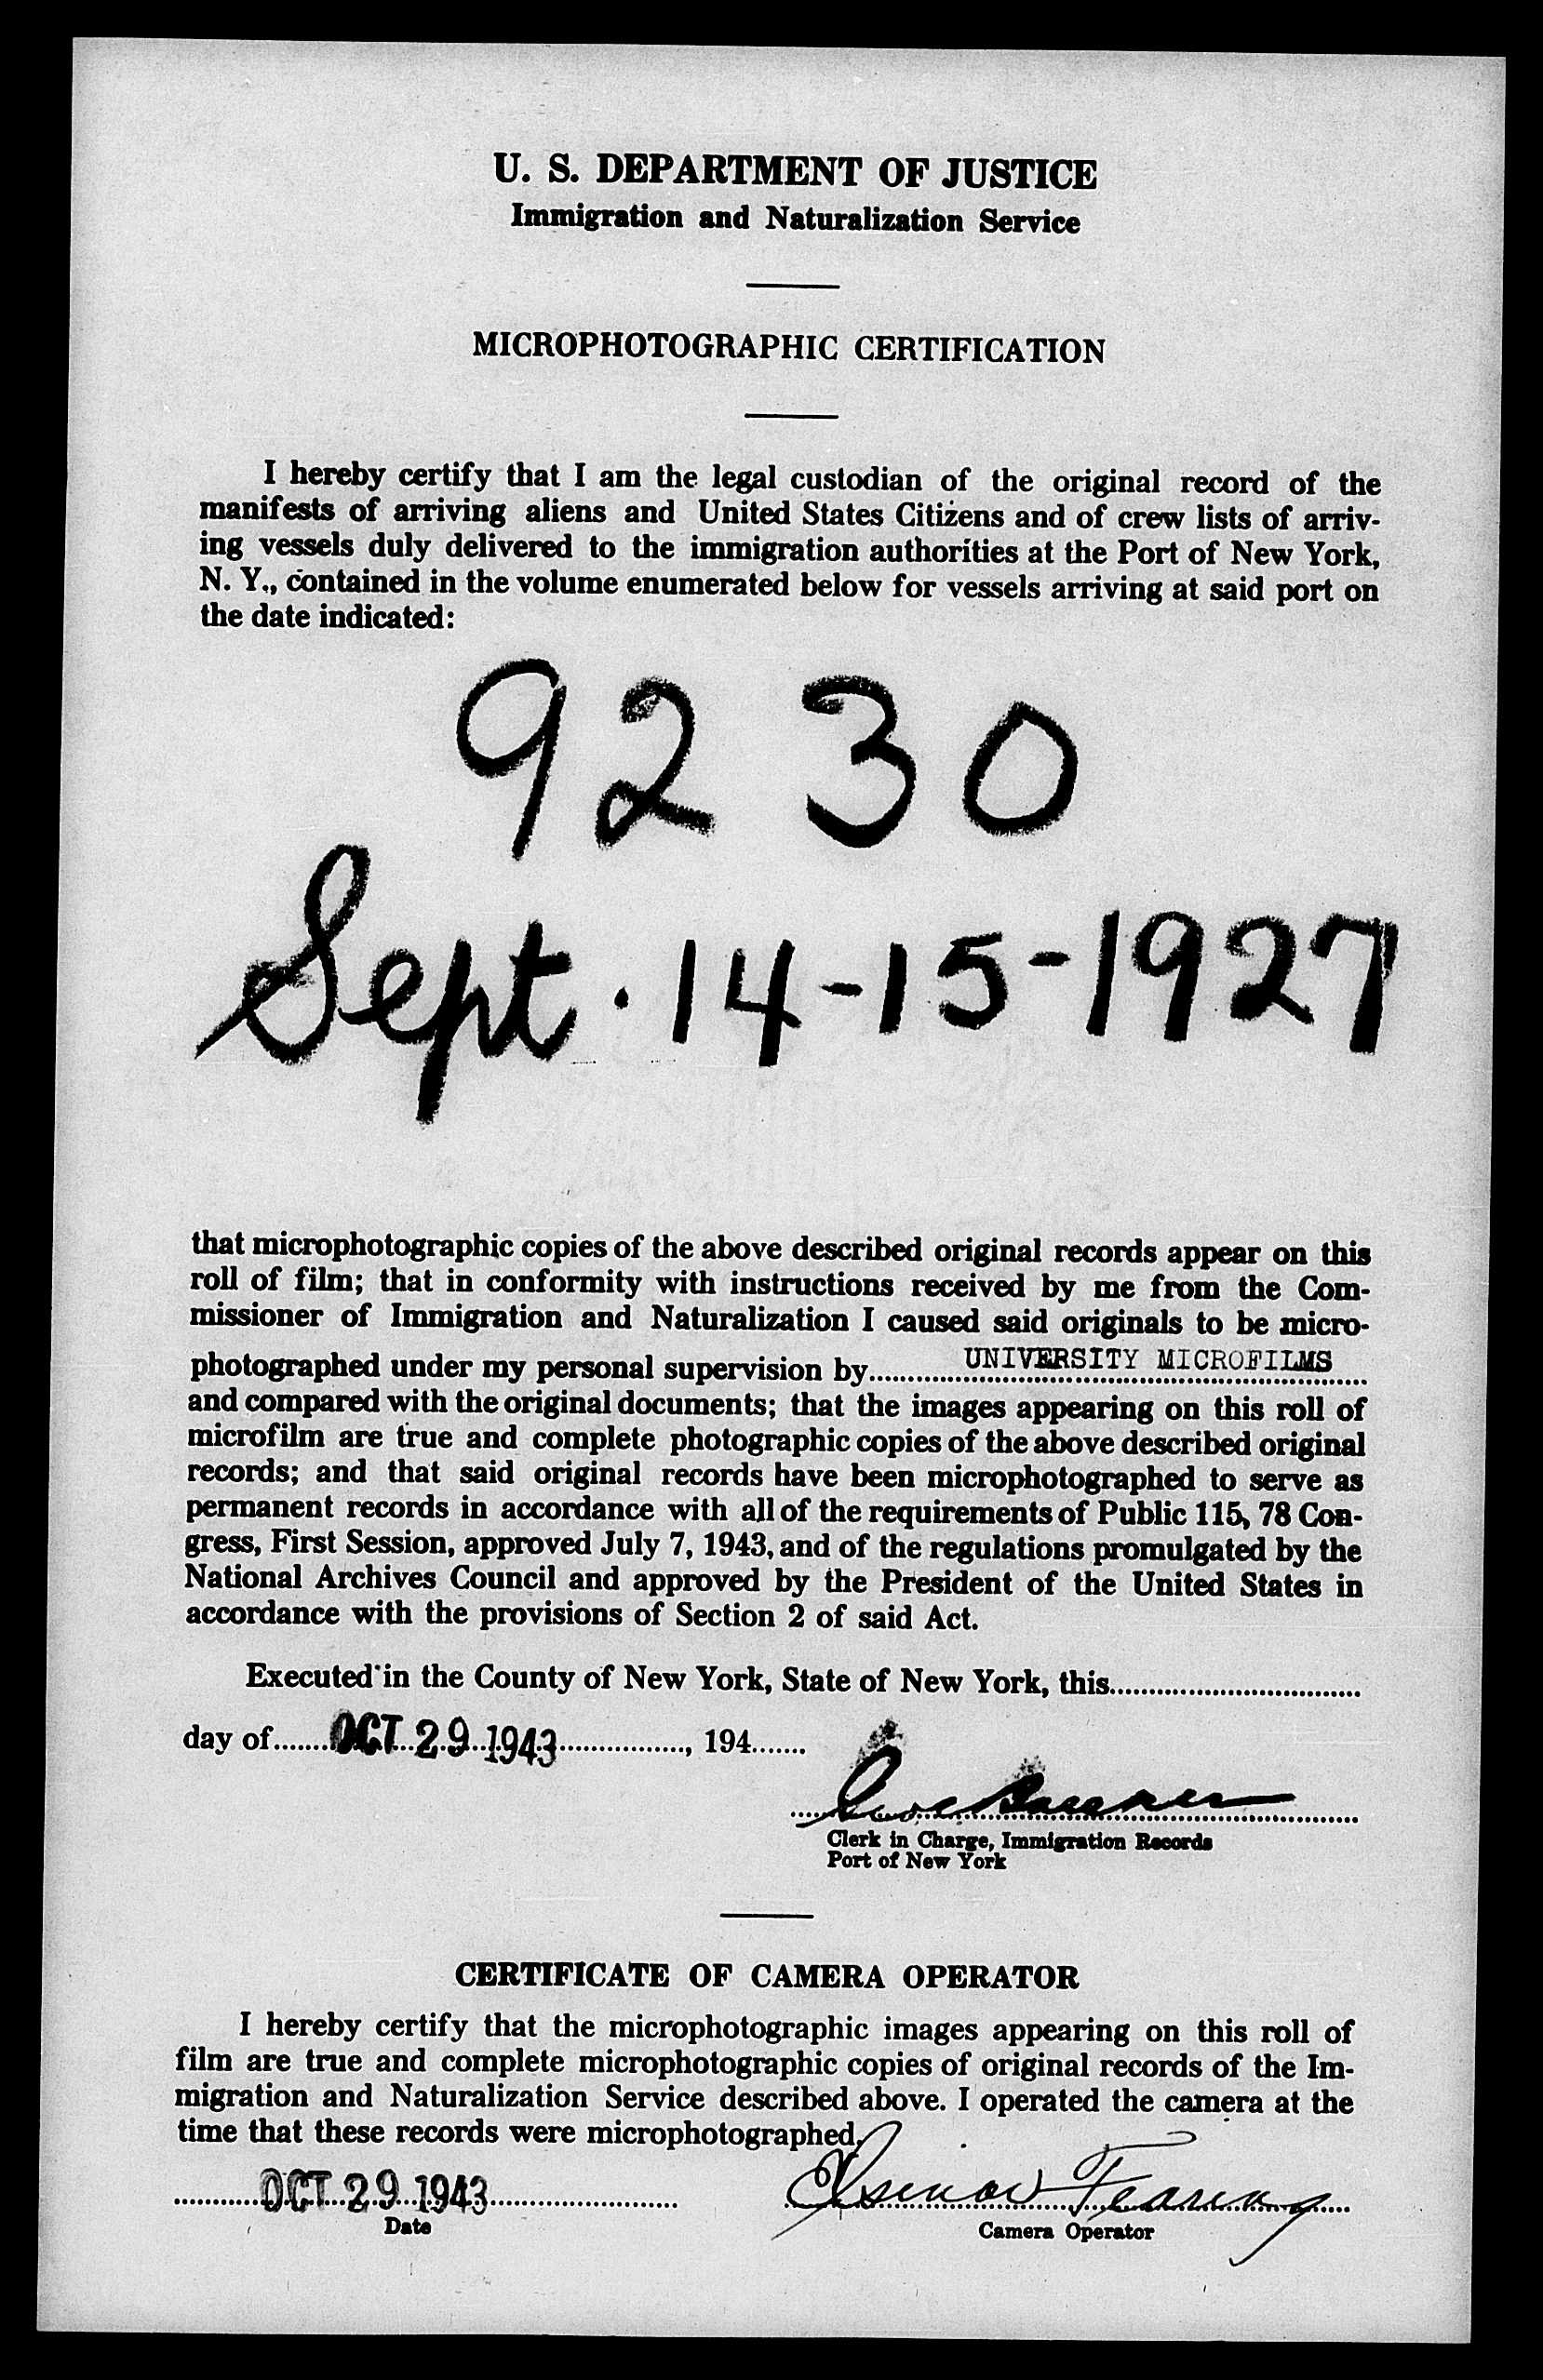 U. S. DEPARTMENT OF JUSTICE
Immigration and Naturalization Service
MICROPHOTOGRAPHIC CERTIFICATION
I hereby certify that I am the legal custodian of the original record of the
manifests of arriving aliens and United States Citizens and of crew lists of arriv-
ing vessels duly delivered to the immigration authorities at the Port of New York,
N. Y., contained in the volume enumerated below for vessels arriving at said port on
the date indicated:
9230
Sept. 14-15-1927
that microphotographic copies of the above described original records appear on this
roll of film; that in conformity with instructions received by me from the Com-
missioner of Immigration and Naturalization I caused said originals to be micro-
photographed under my personal supervision by UNIVERSITY MICROFILMS
and compared with the original documents; that the images appearing on this roll of
microfilm are true and complete photographic copies of the above described original
records; and that said original records have been microphotographed to serve as
permanent records in accordance with all of the requirements of Public 115, 78 Con-
gress, First Session, approved July 7, 1943, and of the regulations promulgated by the
National Archives Council and approved by the President of the United States in
accordance with the provisions of Section 2 of said Act.
Executed in the County of New York, State of New York, this
day of OCT 29 1943, 194
Clerk in Charge, Immigration Records
Port of New York
CERTIFICATE OF CAMERA OPERATOR
I hereby certify that the microphotographic images appearing on this roll of
film are true and complete microphotographic copies of original records of the Im-
migration and Naturalization Service described above. I operated the camera at the
time that these records were microphotographed.
OCT 29 1943
Date
Camera Operator